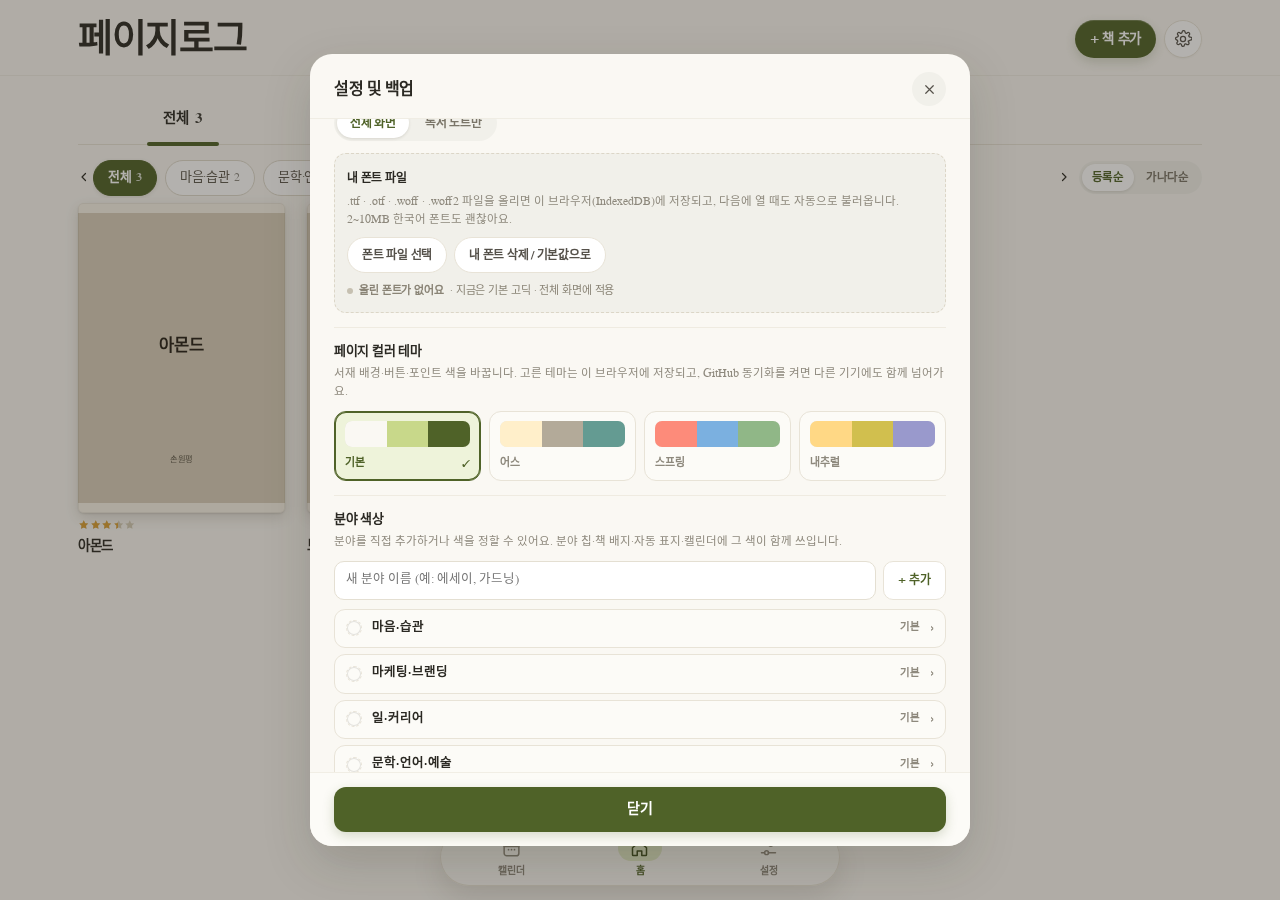 페이지로그
+ 책 추가
설정 및 백업
전체 3
전체 화면
독서 노트만
전체 3
마음·습관 2
등록순
가나다순
내 폰트 파일
.ttf · .otf · .woff · .woff2 파일을 올리면 이 브라우저(IndexedDB)에 저장되고, 다음에 열 때도 자동으로 불러옵니다.
2~10MB 한국어 폰트도 괜찮아요.
폰트 파일 선택
내 폰트 삭제 / 기본값으로
올린 폰트가 없어요 · 지금은 기본 고딕 · 전체 화면에 적용
아몬드
손원평
아몬드
페이지 컬러 테마
서재 배경·버튼·포인트 색을 바꿉니다. 고른 테마는 이 브라우저에 저장되고, GitHub 동기화를 켜면 다른 기기에도 함께 넘어가
요.
기본 ✓
어스
스프링
내추럴
분야 색상
분야를 직접 추가하거나 색을 정할 수 있어요. 분야 칩·책 배지·자동 표지·캘린더에 그 색이 함께 쓰입니다.
새 분야 이름 (예: 에세이, 가드닝)
+ 추가
마음·습관 기본 ›
마케팅·브랜딩 기본 ›
일·커리어 기본 ›
문학·언어·예술 기본 ›
닫기
캘린더
홈
설정